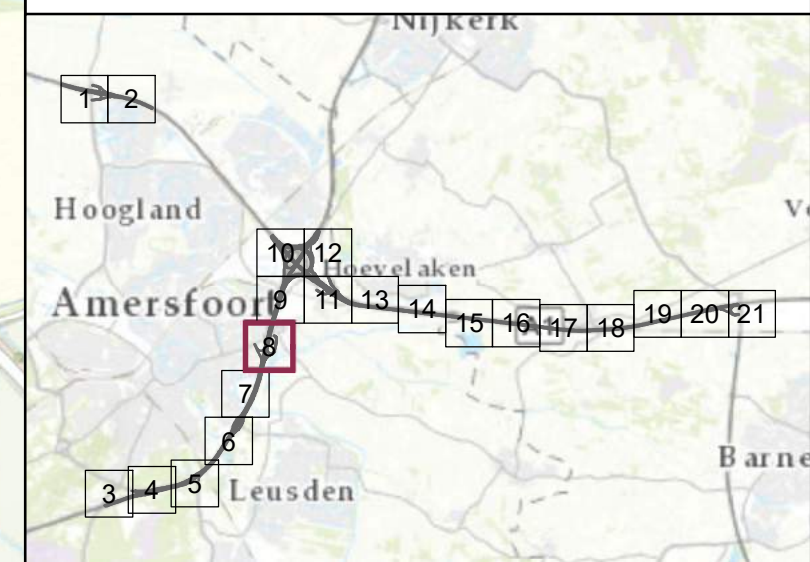 Nijkerk
1 2
Hoogland
10 12
Hoevelaken
Amersfoort
9 11 13 14
15 16 17 18 19 20 21
8
7
6
Barne
3 4 5
Leusden